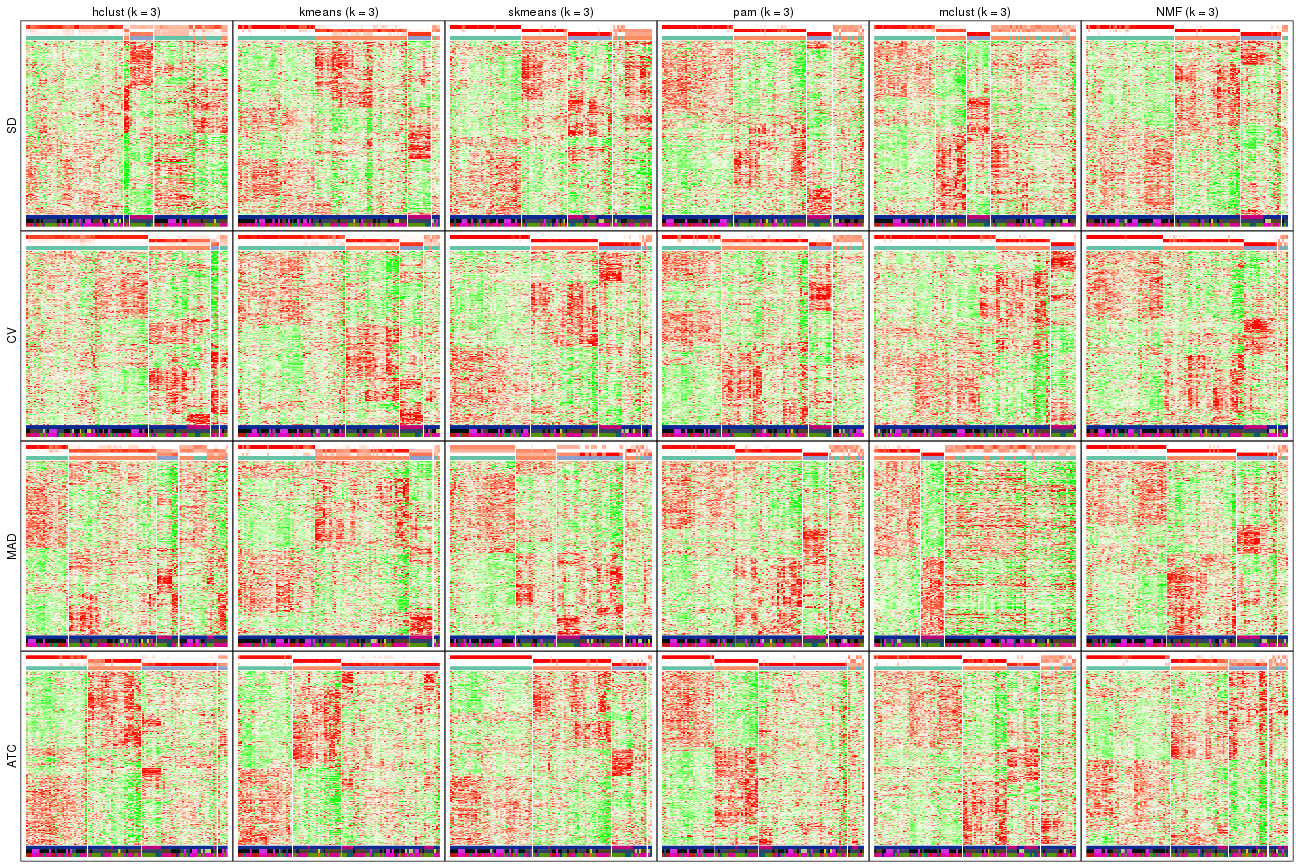 hclust (k = 3) kmeans (k = 3) skmeans (k = 3) pam (k = 3) mclust (k = 3) NMF (k = 3)
SD
CV
MAD
ATC